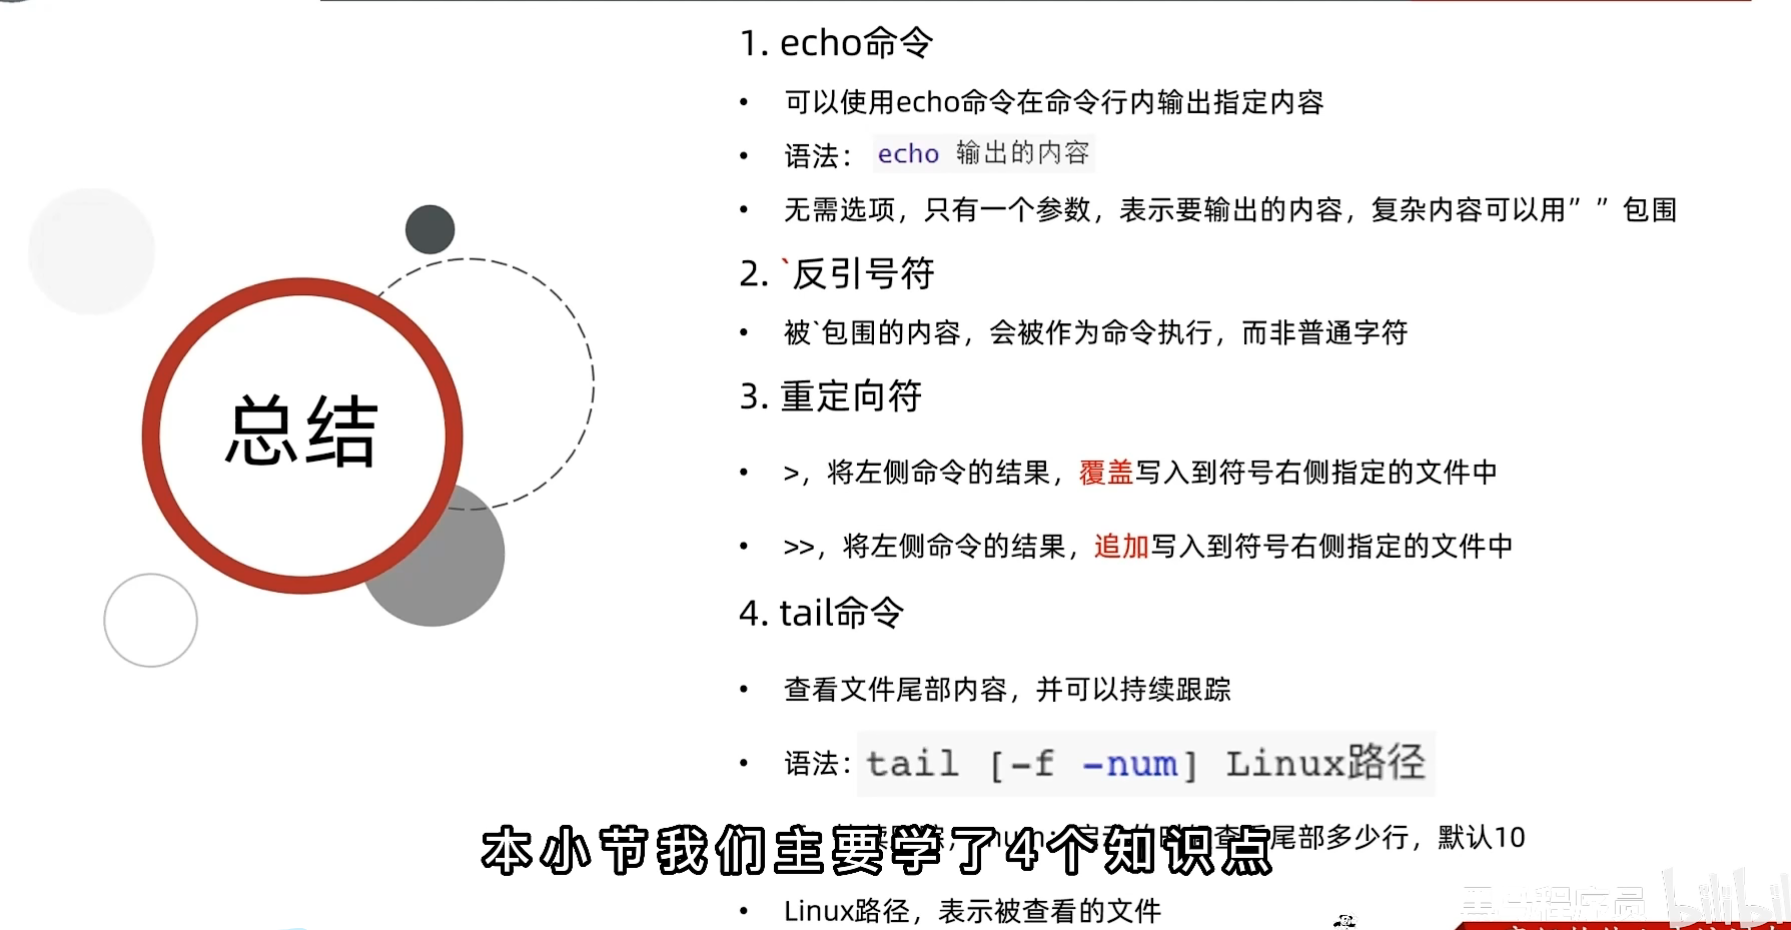 1. echo命令
• 可以使用echo命令在命令行内输出指定内容
• 语法： echo 输出的内容
• 无需选项，只有一个参数，表示要输出的内容，复杂内容可以用” ” 包围
2. `反引号符
• 被`包围的内容，会被作为命令执行，而非普通字符
3. 重定向符
• >，将左侧命令的结果，覆盖写入到符号右侧指定的文件中
• >>，将左侧命令的结果，追加写入到符号右侧指定的文件中
总结
4. tail命令
• 查看文件尾部内容，并可以持续跟踪
• 语法：tail [-f -num] Linux路径
尾部多少行，默认10
本小节我们主要学了4个知识点
• Linux路径，表示被查看的文件
bilibili